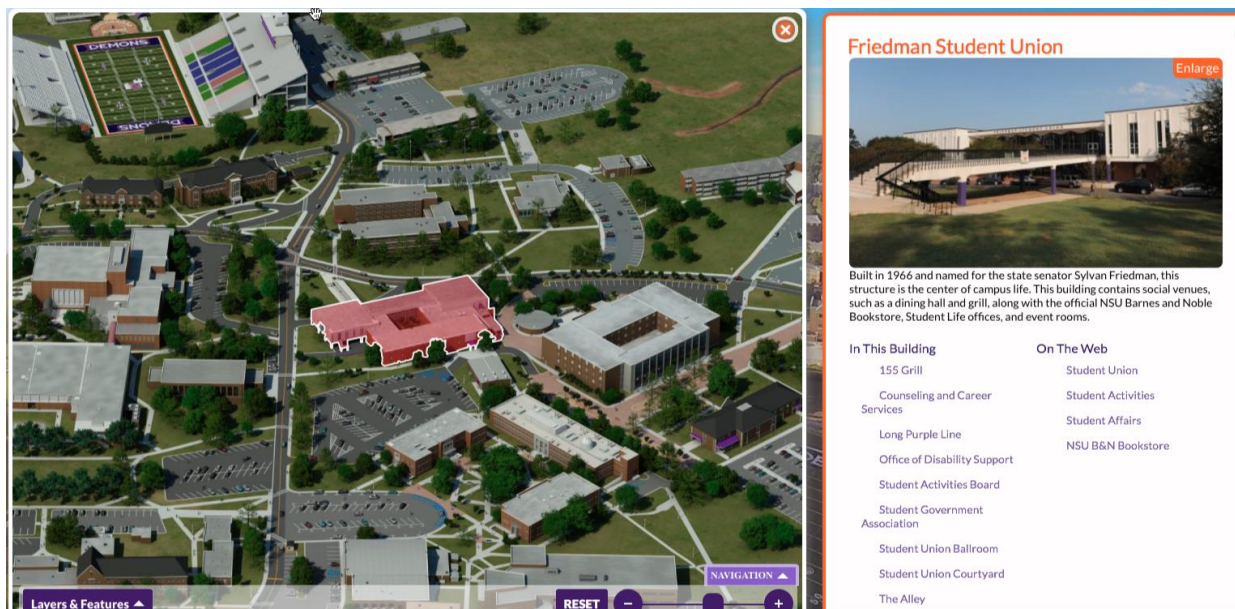 DEMONS
DEMONS
NAVIGATION
Layers & Features
RESET
Friedman Student Union
Enlarge
Built in 1966 and named for the state senator Sylvan Friedman, this
structure is the center of campus life. This building contains social venues,
such as a dining hall and grill, along with the official NSU Barnes and Noble
Bookstore, Student Life offices, and event rooms.
In This Building
155 Grill
Counseling and Career
Services
Long Purple Line
Office of Disability Support
Student Activities Board
Student Government
Association
Student Union Ballroom
Student Union Courtyard
The Alley
On The Web
Student Union
Student Activities
Student Affairs
NSU B&N Bookstore